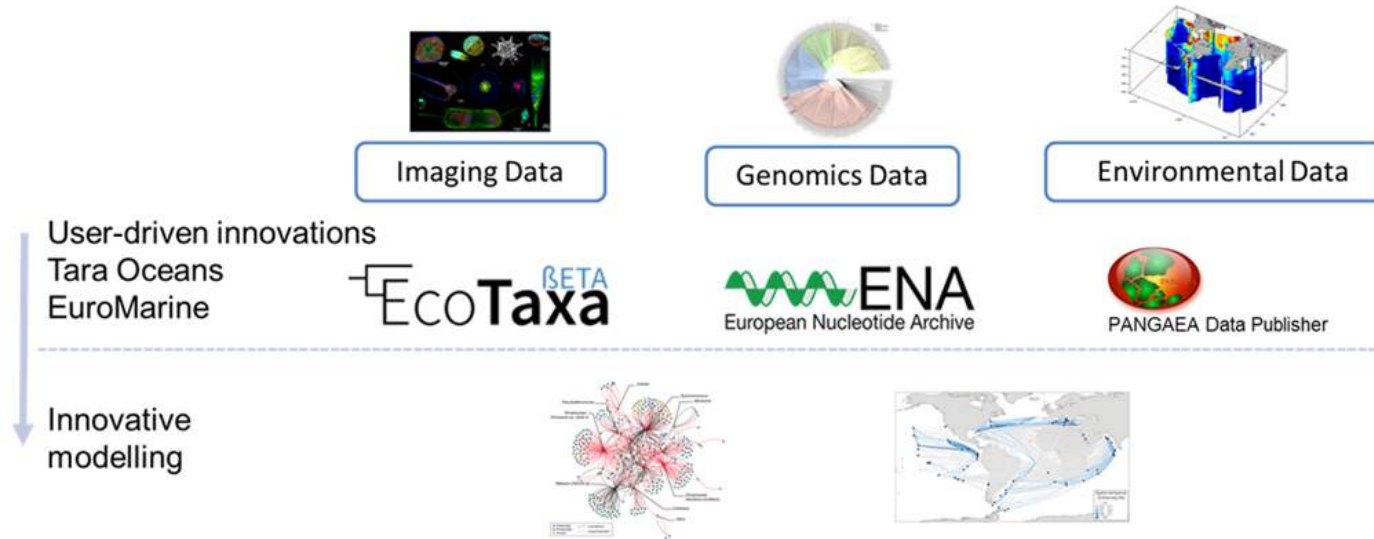 Imaging Data
Genomics Data
Environmental Data
User-driven innovations
Tara Oceans
EuroMarine
ßETA
EcoTaxa
ENA
European Nucleotide Archive
PANGAEA Data Publisher
Innovative
modelling